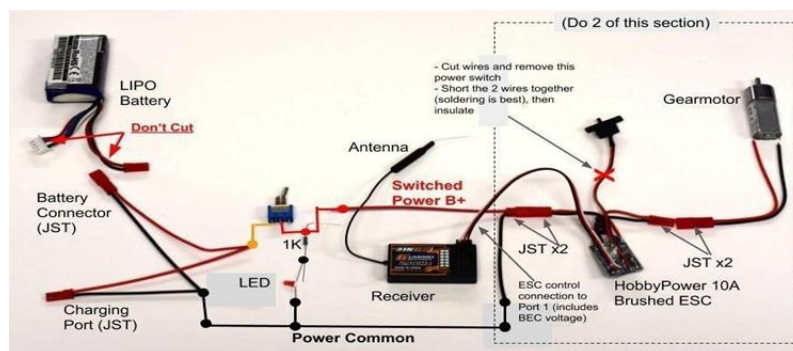 (Do 2 of this section)
LIPO
Battery
Don't Cut
- Cut wires and remove this
power switch
- Short the 2 wires together
(soldering is best), then
insulate
Gearmotor
Antenna
Battery
Connector
(JST)
Switched
Power B+
1K
JST x2
JST x2
LED
Receiver
ESC control
connection to
Port 1 (includes
BEC voltage)
HobbyPower 10A
Brushed ESC
Charging
Port (JST)
Power Common